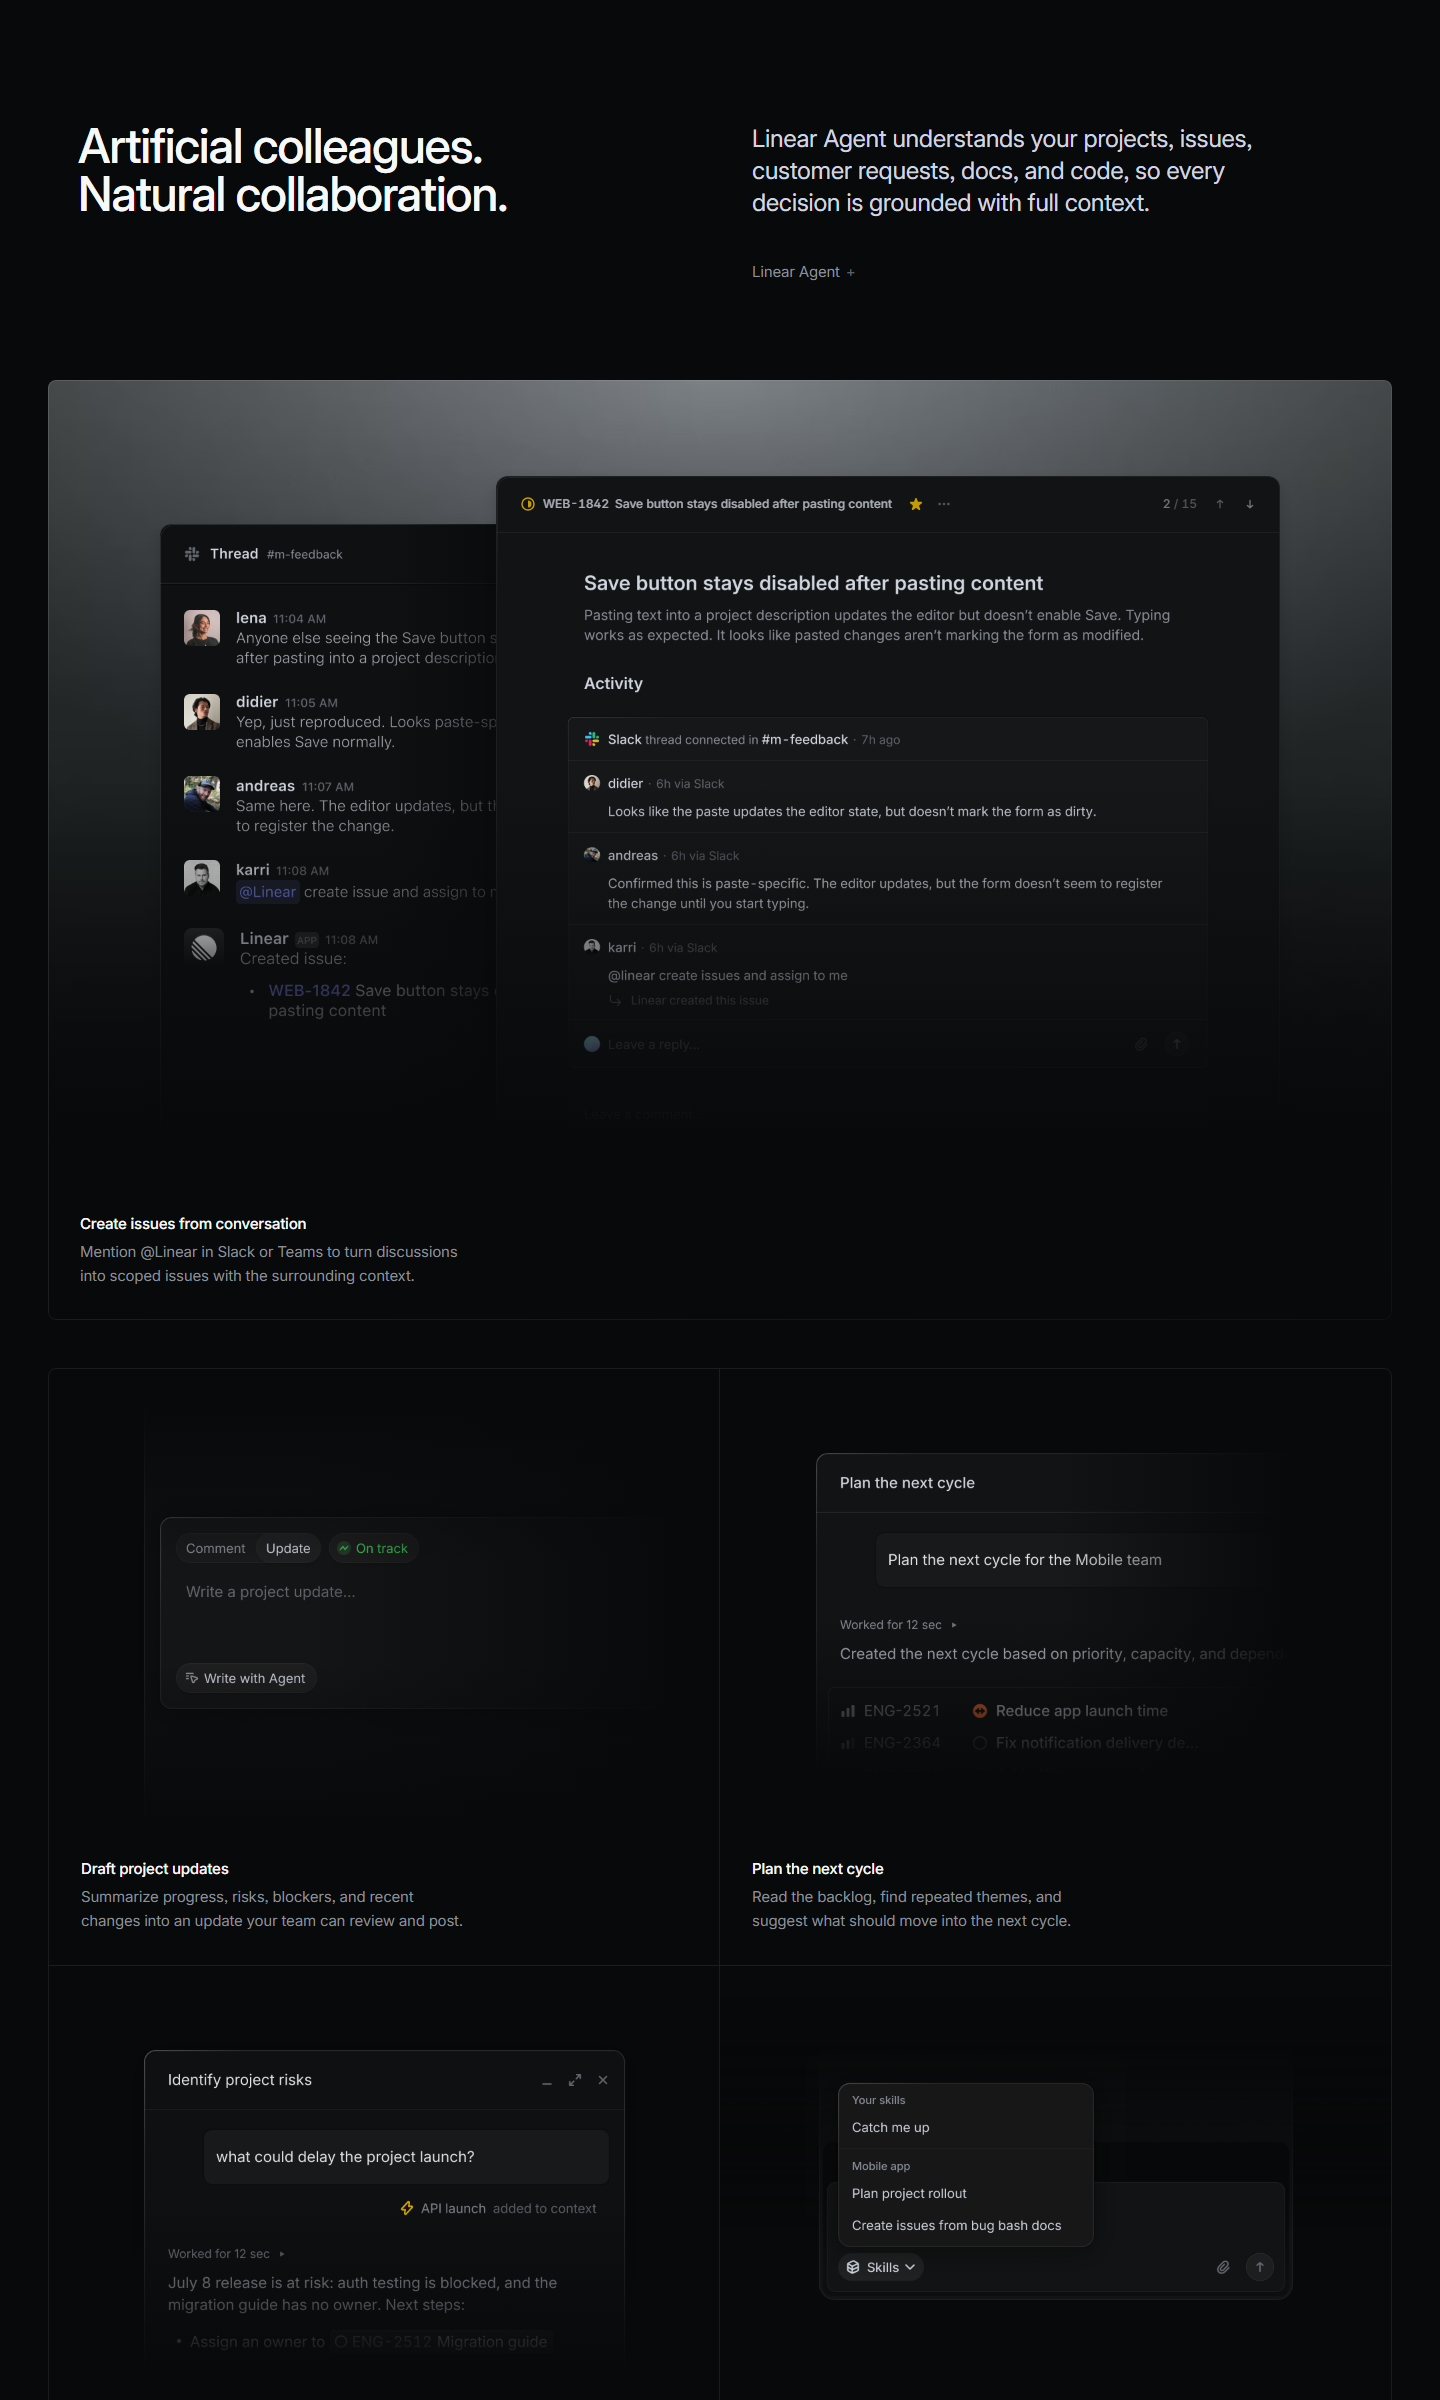 Artificial colleagues.
Natural collaboration.
Linear Agent understands your projects, issues,
customer requests, docs, and code, so every
decision is grounded with full context.
Linear Agent +
Thread #m-feedback
lena 11:04 AM
Anyone else seeing the Save button s
after pasting into a project descriptio
didier 11:05 AM
Yep, just reproduced. Looks paste-sp
enables Save normally.
andreas 11:07 AM
Same here. The editor updates, but th
to register the change.
karri 11:08 AM
@Linear create issue and assign to m
Linear APP 11:08 AM
Created issue:
• WEB-1842 Save button stays
pasting content
WEB-1842 Save button stays disabled after pasting content ··· 2 / 15
Save button stays disabled after pasting content
Pasting text into a project description updates the editor but doesn’t enable Save. Typing
works as expected. It looks like pasted changes aren’t marking the form as modified.
Activity
Slack thread connected in #m-feedback · 7h ago
didier · 6h via Slack
Looks like the paste updates the editor state, but doesn’t mark the form as dirty.
andreas · 6h via Slack
Confirmed this is paste-specific. The editor updates, but the form doesn’t seem to register
the change until you start typing.
karri · 6h via Slack
@linear create issues and assign to me
Linear created this issue
Leave a reply...
Leave a comment...
Create issues from conversation
Mention @Linear in Slack or Teams to turn discussions
into scoped issues with the surrounding context.
Comment Update On track
Write a project update...
Write with Agent
Draft project updates
Summarize progress, risks, blockers, and recent
changes into an update your team can review and post.
Plan the next cycle
Plan the next cycle for the Mobile team
Worked for 12 sec
Created the next cycle based on priority, capacity, and depend
ENG-2521 Reduce app launch time
ENG-2364 Fix notification delivery de...
Plan the next cycle
Read the backlog, find repeated themes, and
suggest what should move into the next cycle.
Identify project risks
what could delay the project launch?
API launch added to context
Worked for 12 sec
July 8 release is at risk: auth testing is blocked, and the
migration guide has no owner. Next steps:
• Assign an owner to ENG-2512 Migration guide
Your skills
Catch me up
Mobile app
Plan project rollout
Create issues from bug bash docs
Skills